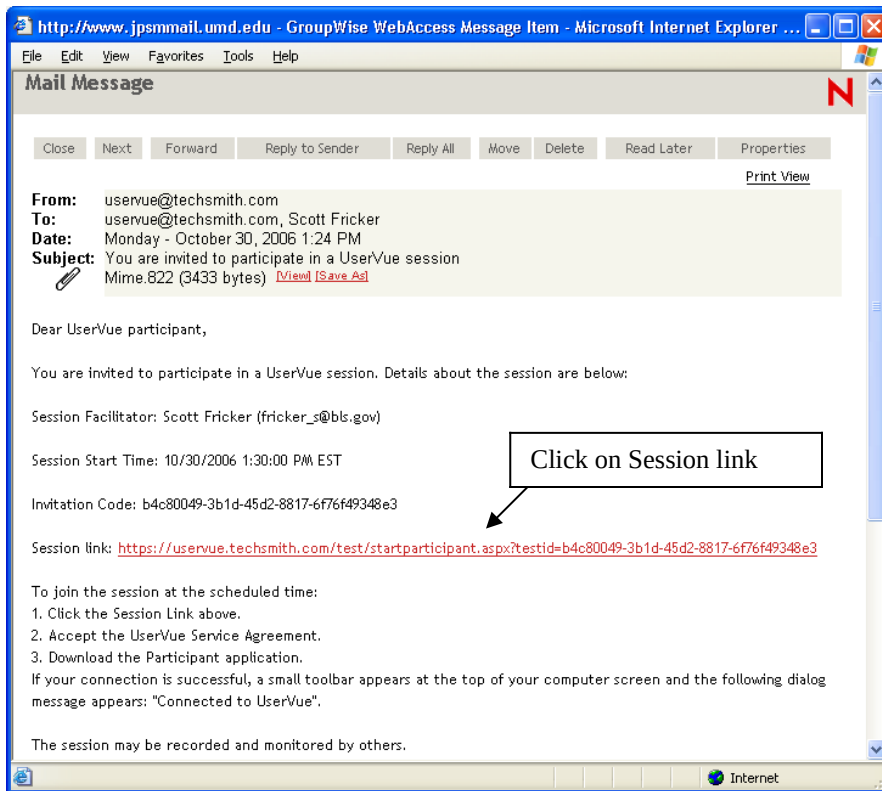 http://www.jpsmmail.umd.edu - GroupWise WebAccess Message Item - Microsoft Internet Explorer ...
File Edit View Favorites Tools Help
Mail Message
N
Close Next Forward Reply to Sender Reply All Move Delete Read Later Properties
Print View
From: uservue@techsmith.com
To: uservue@techsmith.com, Scott Fricker
Date: Monday - October 30, 2006 1:24 PM
Subject: You are invited to participate in a UserVue session
Mime.822 (3433 bytes) [View] [Save As]
Dear UserVue participant,
You are invited to participate in a UserVue session. Details about the session are below:
Session Facilitator: Scott Fricker (fricker_s@bls.gov)
Session Start Time: 10/30/2006 1:30:00 PM EST
Click on Session link
Invitation Code: b4c80049-3b1d-45d2-8817-6f76f49348e3
Session link: https://uservue.techsmith.com/test/startparticipant.aspx?testid=b4c80049-3b1d-45d2-8817-6f76f49348e3
To join the session at the scheduled time:
1. Click the Session Link above.
2. Accept the UserVue Service Agreement.
3. Download the Participant application.
If your connection is successful, a small toolbar appears at the top of your computer screen and the following dialog
message appears: "Connected to UserVue".
The session may be recorded and monitored by others.
Internet